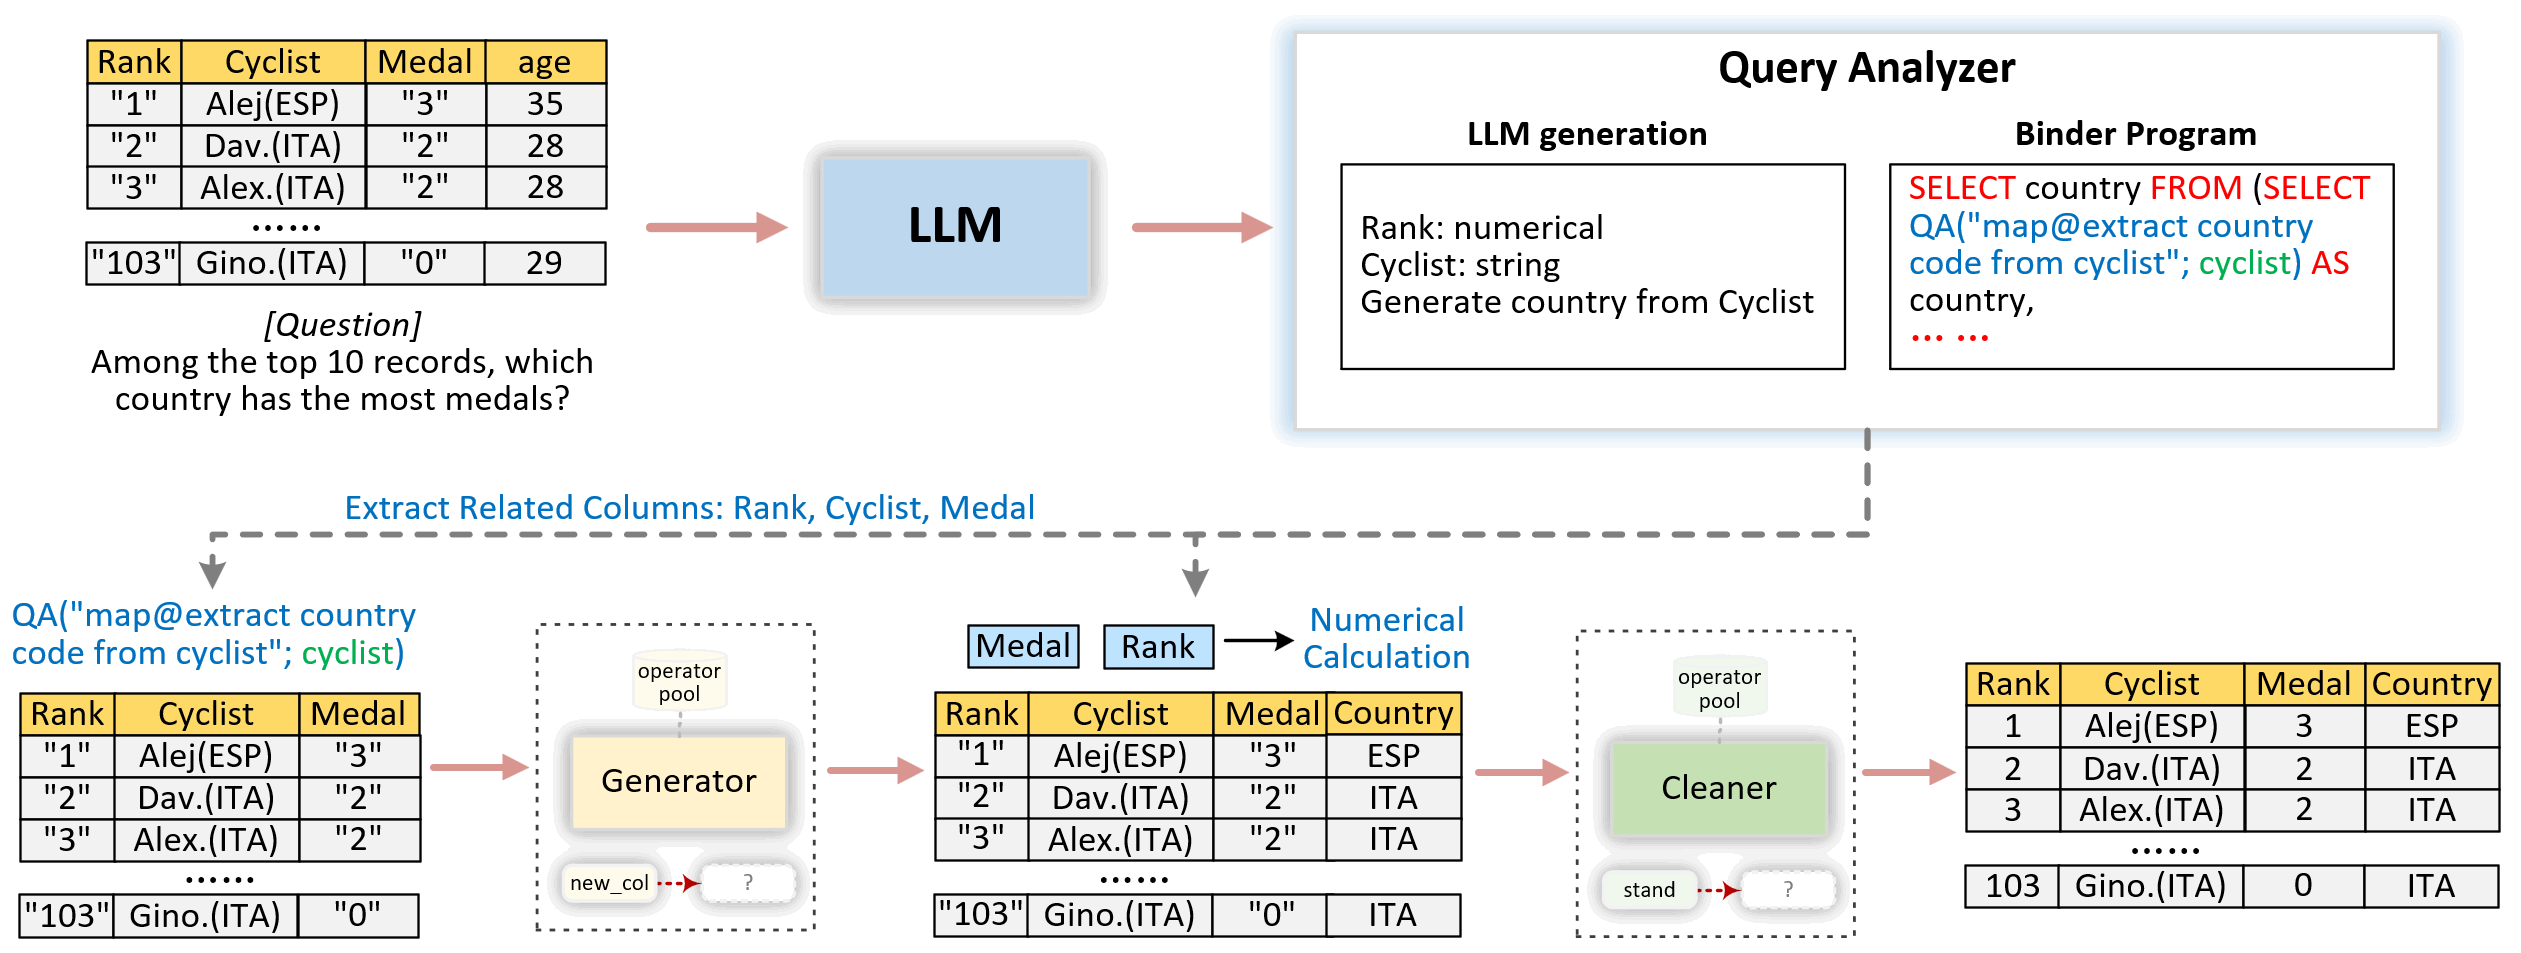 Rank Cyclist Medal age
"1" Alej(ESP) "3" 35
"2" Dav.(ITA) "2" 28
"3" Alex.(ITA) "2" 28
……
"103" Gino.(ITA) "0" 29
[Question]
Among the top 10 records, which
country has the most medals?
LLM
Query Analyzer
LLM generation
Rank: numerical
Cyclist: string
Generate country from Cyclist
Binder Program
SELECT country FROM (SELECT
QA("map@extract country
code from cyclist"; cyclist) AS
country,
... ...
Extract Related Columns: Rank, Cyclist, Medal
QA("map@extract country
code from cyclist"; cyclist)
Rank Cyclist Medal
"1" Alej(ESP) "3"
"2" Dav.(ITA) "2"
"3" Alex.(ITA) "2"
……
"103" Gino.(ITA) "0"
operator
pool
Generator
new_col ?
Medal Rank Numerical
Calculation
Rank Cyclist Medal Country
"1" Alej(ESP) "3" ESP
"2" Dav.(ITA) "2" ITA
"3" Alex.(ITA) "2" ITA
……
"103" Gino.(ITA) "0" ITA
operator
pool
Cleaner
stand ?
Rank Cyclist Medal Country
1 Alej(ESP) 3 ESP
2 Dav.(ITA) 2 ITA
3 Alex.(ITA) 2 ITA
……
103 Gino.(ITA) 0 ITA